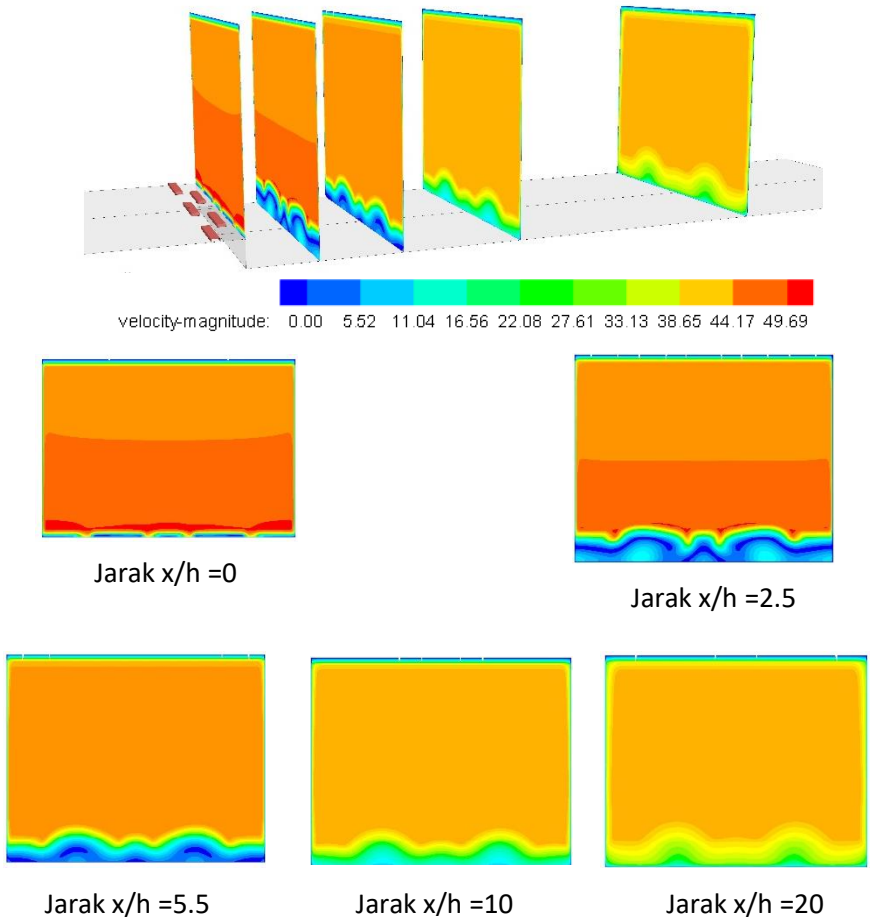 velocity-magnitude: 0.00 5.52 11.04 16.56 22.08 27.61 33.13 38.65 44.17 49.69
Jarak x/h =0
Jarak x/h =2.5
Jarak x/h =5.5
Jarak x/h =10
Jarak x/h =20